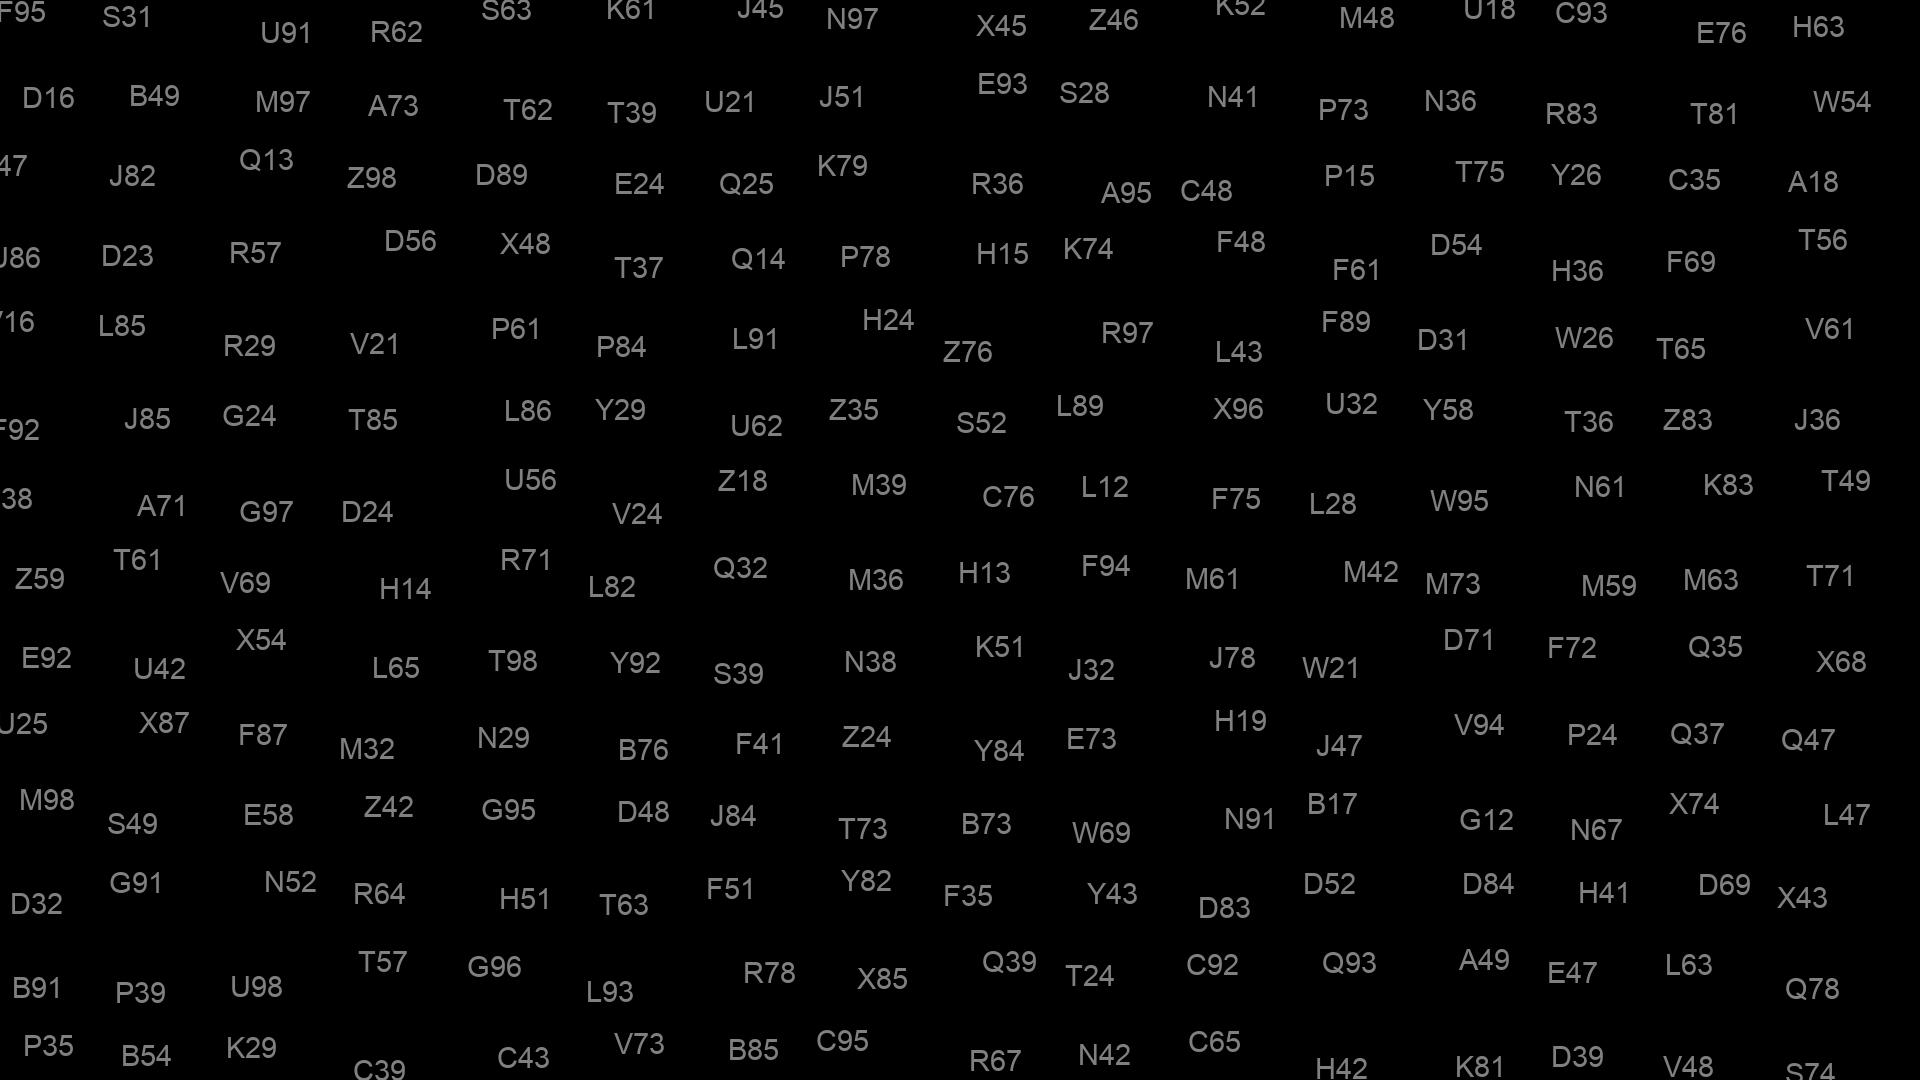 F95 S31 U91 R62 S63 K61 J45 N97 X45 Z46 K52 M48 U18 C93 E76 H63
D16 B49 M97 A73 T62 T39 U21 J51 E93 S28 N41 P73 N36 R83 T81 W54
47 J82 Q13 Z98 D89 E24 Q25 K79 R36 A95 C48 P15 T75 Y26 C35 A18
J86 D23 R57 D56 X48 T37 Q14 P78 H15 K74 F48 F61 D54 H36 F69 T56
16 L85 R29 V21 P61 P84 L91 H24 Z76 R97 L43 F89 D31 W26 T65 V61
F92 J85 G24 T85 L86 Y29 U62 Z35 S52 L89 X96 U32 Y58 T36 Z83 J36
38 A71 G97 D24 U56 V24 Z18 M39 C76 L12 F75 L28 W95 N61 K83 T49
Z59 T61 V69 H14 R71 L82 Q32 M36 H13 F94 M61 M42 M73 M59 M63 T71
E92 U42 X54 L65 T98 Y92 S39 N38 K51 J32 J78 W21 D71 F72 Q35 X68
U25 X87 F87 M32 N29 B76 F41 Z24 Y84 E73 H19 J47 V94 P24 Q37 Q47
M98 S49 E58 Z42 G95 D48 J84 T73 B73 W69 N91 B17 G12 N67 X74 L47
D32 G91 N52 R64 H51 T63 F51 Y82 F35 Y43 D83 D52 D84 H41 D69 X43
B91 P39 U98 T57 G96 L93 R78 X85 Q39 T24 C92 Q93 A49 E47 L63 Q78
P35 B54 K29 C39 C43 V73 B85 C95 R67 N42 C65 H42 K81 D39 V48 S74